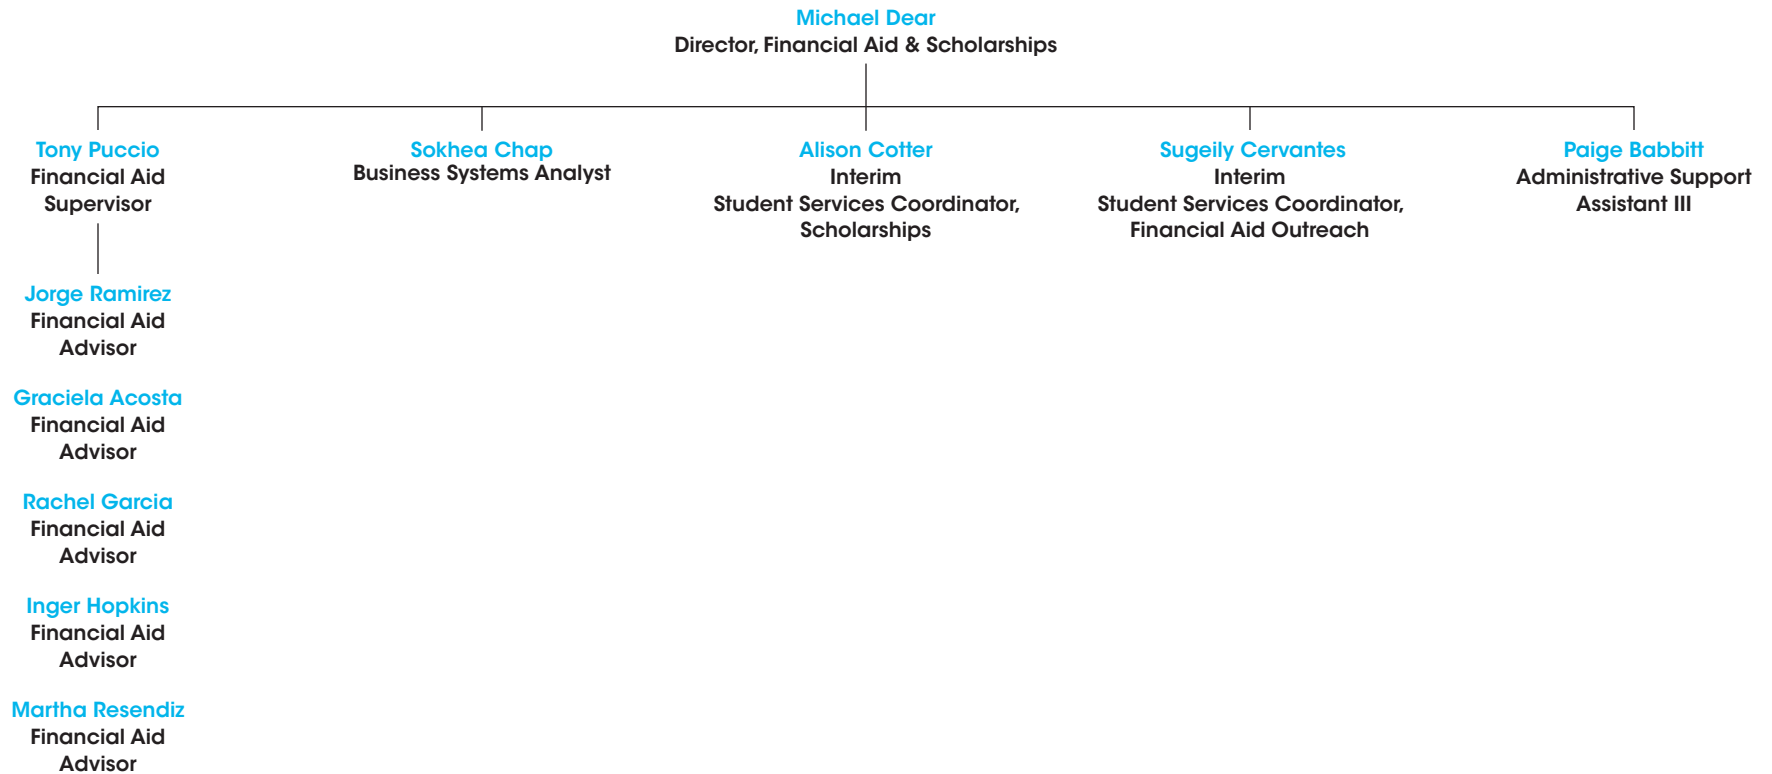 Michael Dear
Director, Financial Aid & Scholarships
Tony Puccio
Financial Aid
Supervisor
Sokhea Chap
Business Systems Analyst
Alison Cotter
Interim
Student Services Coordinator,
Scholarships
Sugeily Cervantes
Interim
Student Services Coordinator,
Financial Aid Outreach
Paige Babbitt
Administrative Support
Assistant III
Jorge Ramirez
Financial Aid
Advisor
Graciela Acosta
Financial Aid
Advisor
Rachel Garcia
Financial Aid
Advisor
Inger Hopkins
Financial Aid
Advisor
Martha Resendiz
Financial Aid
Advisor